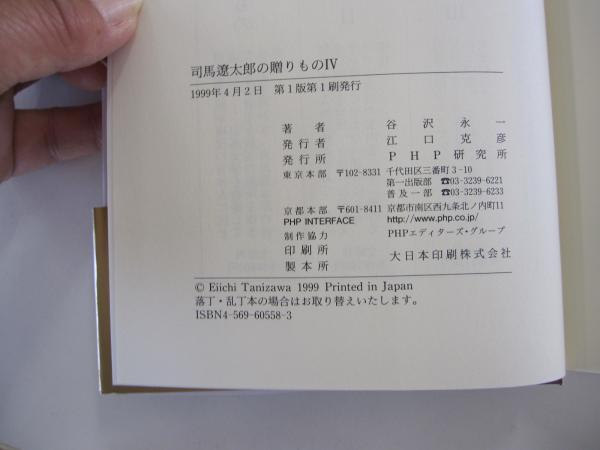 司馬遼太郎の贈りものIV
1999年4月2日 第1版第1刷発行
著者 谷沢永一
発行者 江口克彦
発行所 PHP研究所
東京本部 〒102-8331 千代田区三番町3-10
第一出版部 ☎03-3239-6221
普及一部 ☎03-3239-6233
京都本部 〒601-8411 京都市南区西九条北ノ内町11
PHP INTERFACE http://www.php.co.jp/
制作協力 PHPエディターズ・グループ
印刷所 大日本印刷株式会社
製本所
© Eiichi Tanizawa 1999 Printed in Japan
落丁・乱丁本の場合はお取り替えいたします。
ISBN4-569-60558-3